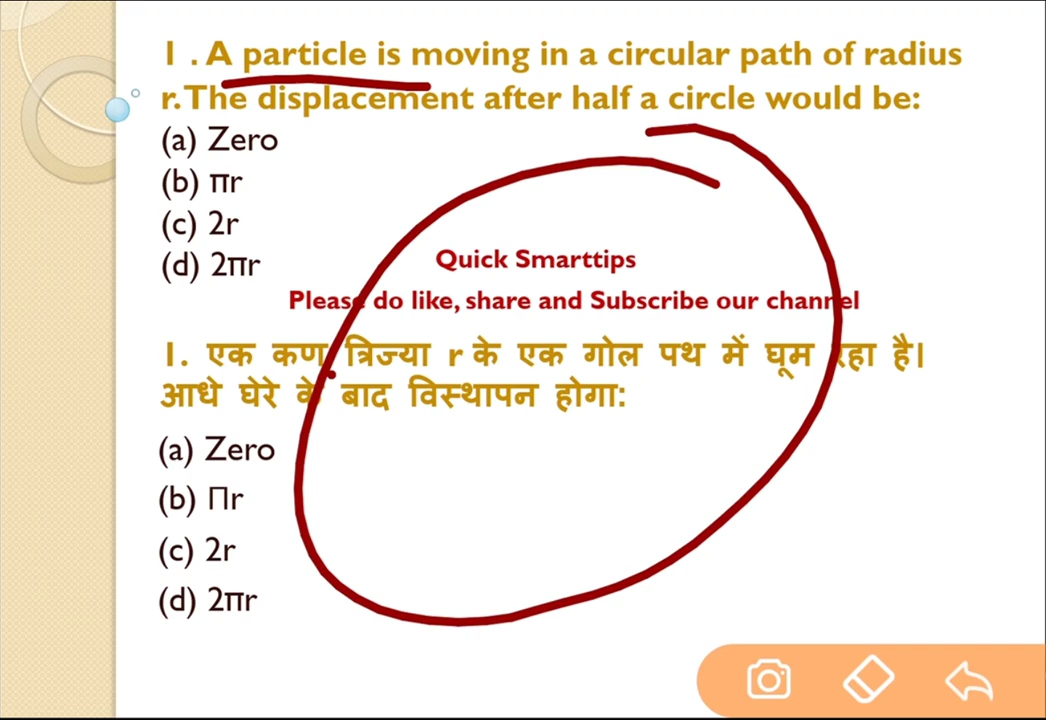 1 . A particle is moving in a circular path of radius
r. The displacement after half a circle would be:
(a) Zero
(b) πr
(c) 2r
(d) 2πr
Quick Smarttips
Please do like, share and Subscribe our channel
1. एक कण त्रिज्या r के एक गोल पथ में घूम रहा है।
आधे घेरे के बाद विस्थापन होगा:
(a) Zero
(b) Πr
(c) 2r
(d) 2πr